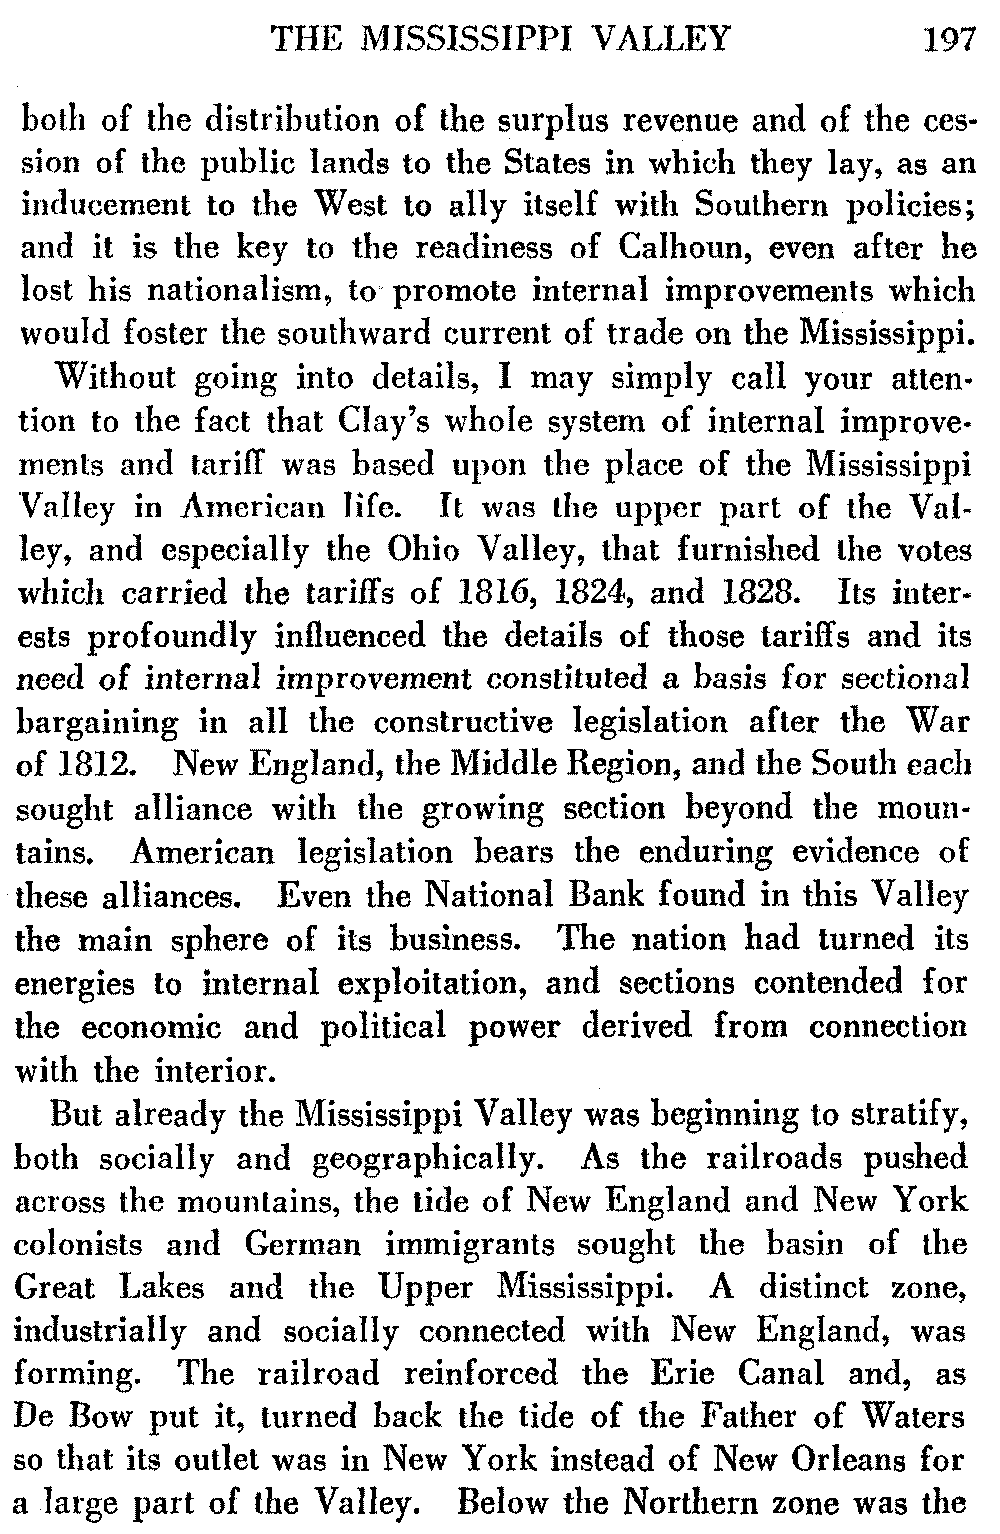 THE MISSISSIPPI VALLEY 197
both of the distribution of the surplus revenue and of the ces-
sion of the public lands to the States in which they lay, as an
inducement to the West to ally itself with Southern policies;
and it is the key to the readiness of Calhoun, even after he
lost his nationalism, to promote internal improvements which
would foster the southward current of trade on the Mississippi.
Without going into details, I may simply call your atten-
tion to the fact that Clay's whole system of internal improve-
ments and tariff was based upon the place of the Mississippi
Valley in American life. It was the upper part of the Val-
ley, and especially the Ohio Valley, that furnished the votes
which carried the tariffs of 1816, 1824, and 1828. Its inter-
ests profoundly influenced the details of those tariffs and its
need of internal improvement constituted a basis for sectional
bargaining in all the constructive legislation after the War
of 1812. New England, the Middle Region, and the South each
sought alliance with the growing section beyond the moun-
tains. American legislation bears the enduring evidence of
these alliances. Even the National Bank found in this Valley
the main sphere of its business. The nation had turned its
energies to internal exploitation, and sections contended for
the economic and political power derived from connection
with the interior.
But already the Mississippi Valley was beginning to stratify,
both socially and geographically. As the railroads pushed
across the mountains, the tide of New England and New York
colonists and German immigrants sought the basin of the
Great Lakes and the Upper Mississippi. A distinct zone,
industrially and socially connected with New England, was
forming. The railroad reinforced the Erie Canal and, as
De Bow put it, turned back the tide of the Father of Waters
so that its outlet was in New York instead of New Orleans for
a large part of the Valley. Below the Northern zone was the